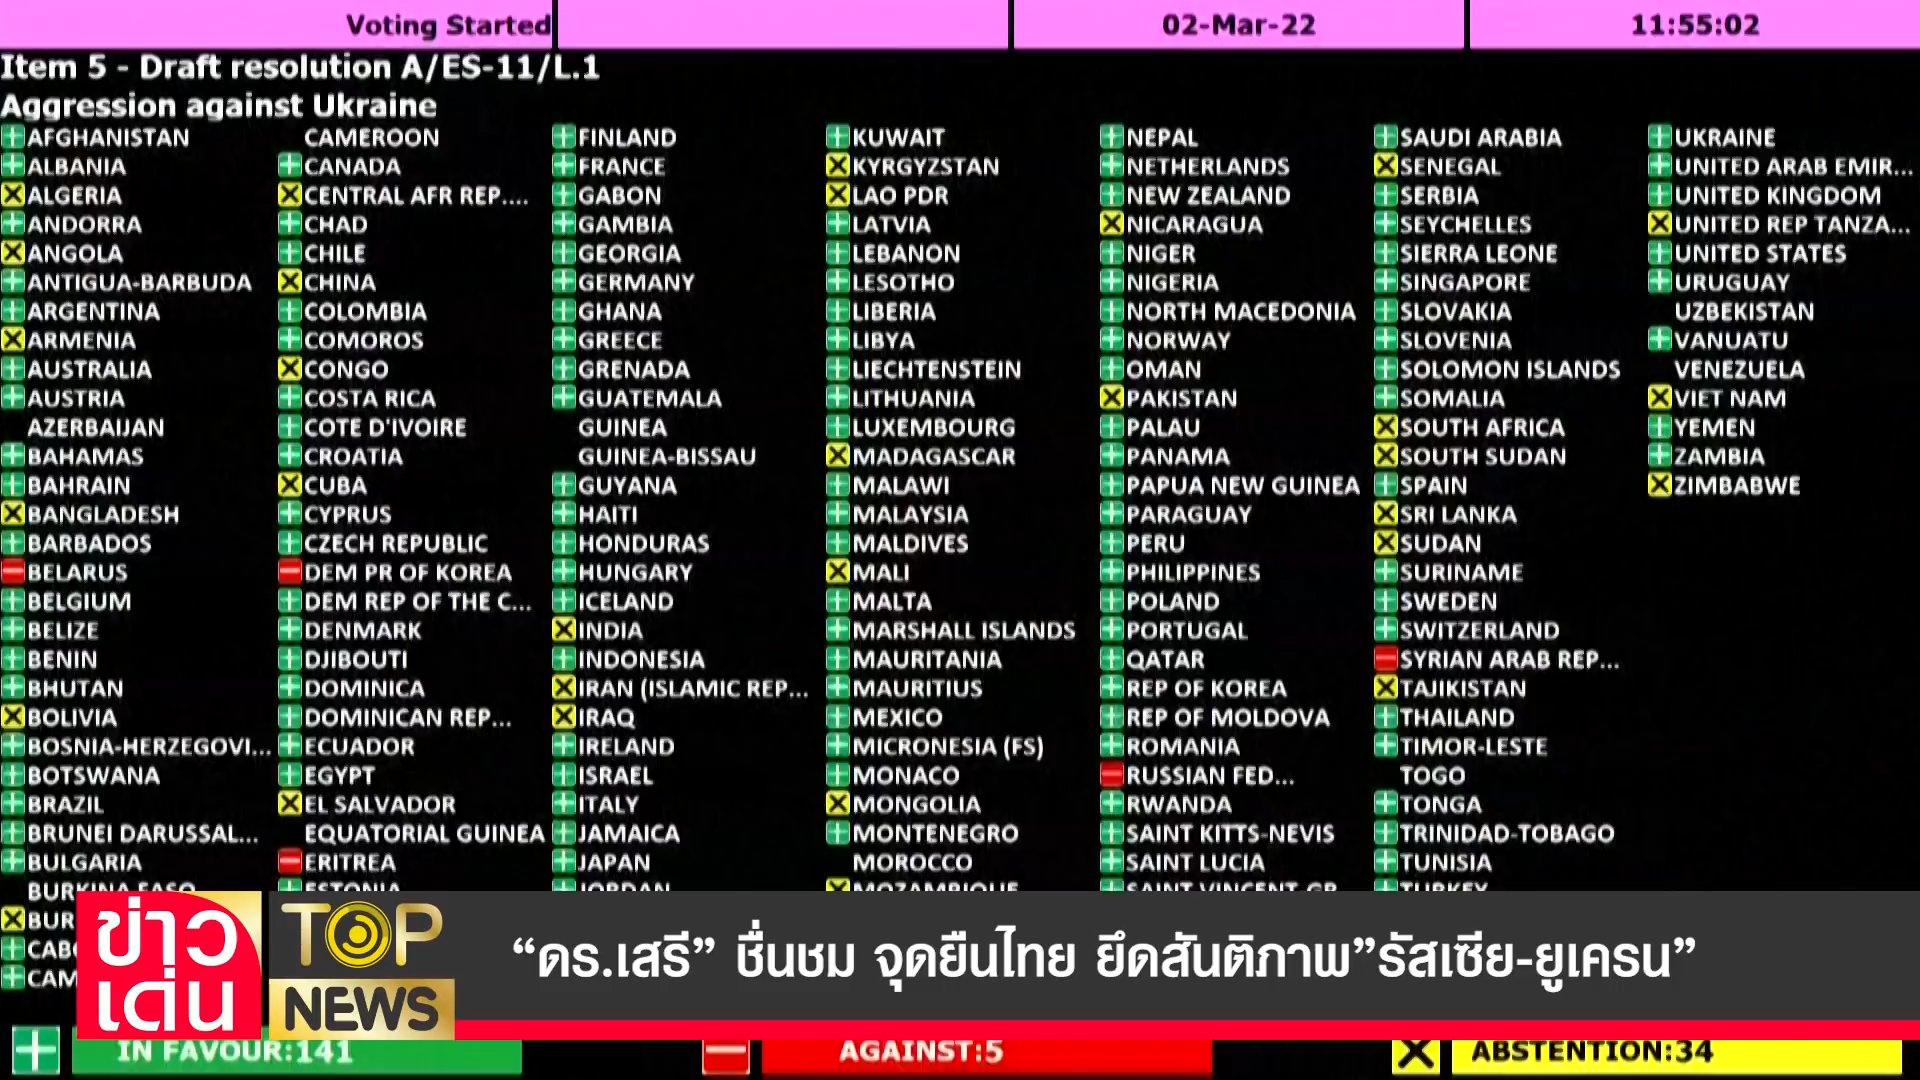 Voting Started 02-Mar-22 11:55:02
Item 5 - Draft resolution A/ES-11/L.1
Aggression against Ukraine
AFGHANISTAN
ALBANIA
ALGERIA
ANDORRA
ANGOLA
ANTIGUA-BARBUDA
ARGENTINA
ARMENIA
AUSTRALIA
AUSTRIA
AZERBAIJAN
BAHAMAS
BAHRAIN
BANGLADESH
BARBADOS
BELARUS
BELGIUM
BELIZE
BENIN
BHUTAN
BOLIVIA
BOSNIA-HERZEGOVI...
BOTSWANA
BRAZIL
BRUNEI DARUSSAL...
BULGARIA
BURKINA FASO
BUR
CAB
CAM
CAMEROON
CANADA
CENTRAL AFR REP....
CHAD
CHILE
CHINA
COLOMBIA
COMOROS
CONGO
COSTA RICA
COTE D'IVOIRE
CROATIA
CUBA
CYPRUS
CZECH REPUBLIC
DEM PR OF KOREA
DEM REP OF THE C...
DENMARK
DJIBOUTI
DOMINICA
DOMINICAN REP...
ECUADOR
EGYPT
EL SALVADOR
EQUATORIAL GUINEA
ERITREA
ESTONIA
FINLAND
FRANCE
GABON
GAMBIA
GEORGIA
GERMANY
GHANA
GREECE
GRENADA
GUATEMALA
GUINEA
GUINEA-BISSAU
GUYANA
HAITI
HONDURAS
HUNGARY
ICELAND
INDIA
INDONESIA
IRAN (ISLAMIC REP...
IRAQ
IRELAND
ISRAEL
ITALY
JAMAICA
JAPAN
JORDAN
KUWAIT
KYRGYZSTAN
LAO PDR
LATVIA
LEBANON
LESOTHO
LIBERIA
LIBYA
LIECHTENSTEIN
LITHUANIA
LUXEMBOURG
MADAGASCAR
MALAWI
MALAYSIA
MALDIVES
MALI
MALTA
MARSHALL ISLANDS
MAURITANIA
MAURITIUS
MEXICO
MICRONESIA (FS)
MONACO
MONGOLIA
MONTENEGRO
MOROCCO
MOZAMBIQUE
NEPAL
NETHERLANDS
NEW ZEALAND
NICARAGUA
NIGER
NIGERIA
NORTH MACEDONIA
NORWAY
OMAN
PAKISTAN
PALAU
PANAMA
PAPUA NEW GUINEA
PARAGUAY
PERU
PHILIPPINES
POLAND
PORTUGAL
QATAR
REP OF KOREA
REP OF MOLDOVA
ROMANIA
RUSSIAN FED...
RWANDA
SAINT KITTS-NEVIS
SAINT LUCIA
SAINT VINCENT-GR
SAUDI ARABIA
SENEGAL
SERBIA
SEYCHELLES
SIERRA LEONE
SINGAPORE
SLOVAKIA
SLOVENIA
SOLOMON ISLANDS
SOMALIA
SOUTH AFRICA
SOUTH SUDAN
SPAIN
SRI LANKA
SUDAN
SURINAME
SWEDEN
SWITZERLAND
SYRIAN ARAB REP...
TAJIKISTAN
THAILAND
TIMOR-LESTE
TOGO
TONGA
TRINIDAD-TOBAGO
TUNISIA
TURKEY
UKRAINE
UNITED ARAB EMIR...
UNITED KINGDOM
UNITED REP TANZA...
UNITED STATES
URUGUAY
UZBEKISTAN
VANUATU
VENEZUELA
VIET NAM
YEMEN
ZAMBIA
ZIMBABWE
ข่าว
เด่น
TOP
NEWS
“ดร.เสรี” ชื่นชม จุดยืนไทย ยึดสันติภาพ”รัสเซีย-ยูเครน”
IN FAVOUR:141 AGAINST:5 ABSTENTION:34